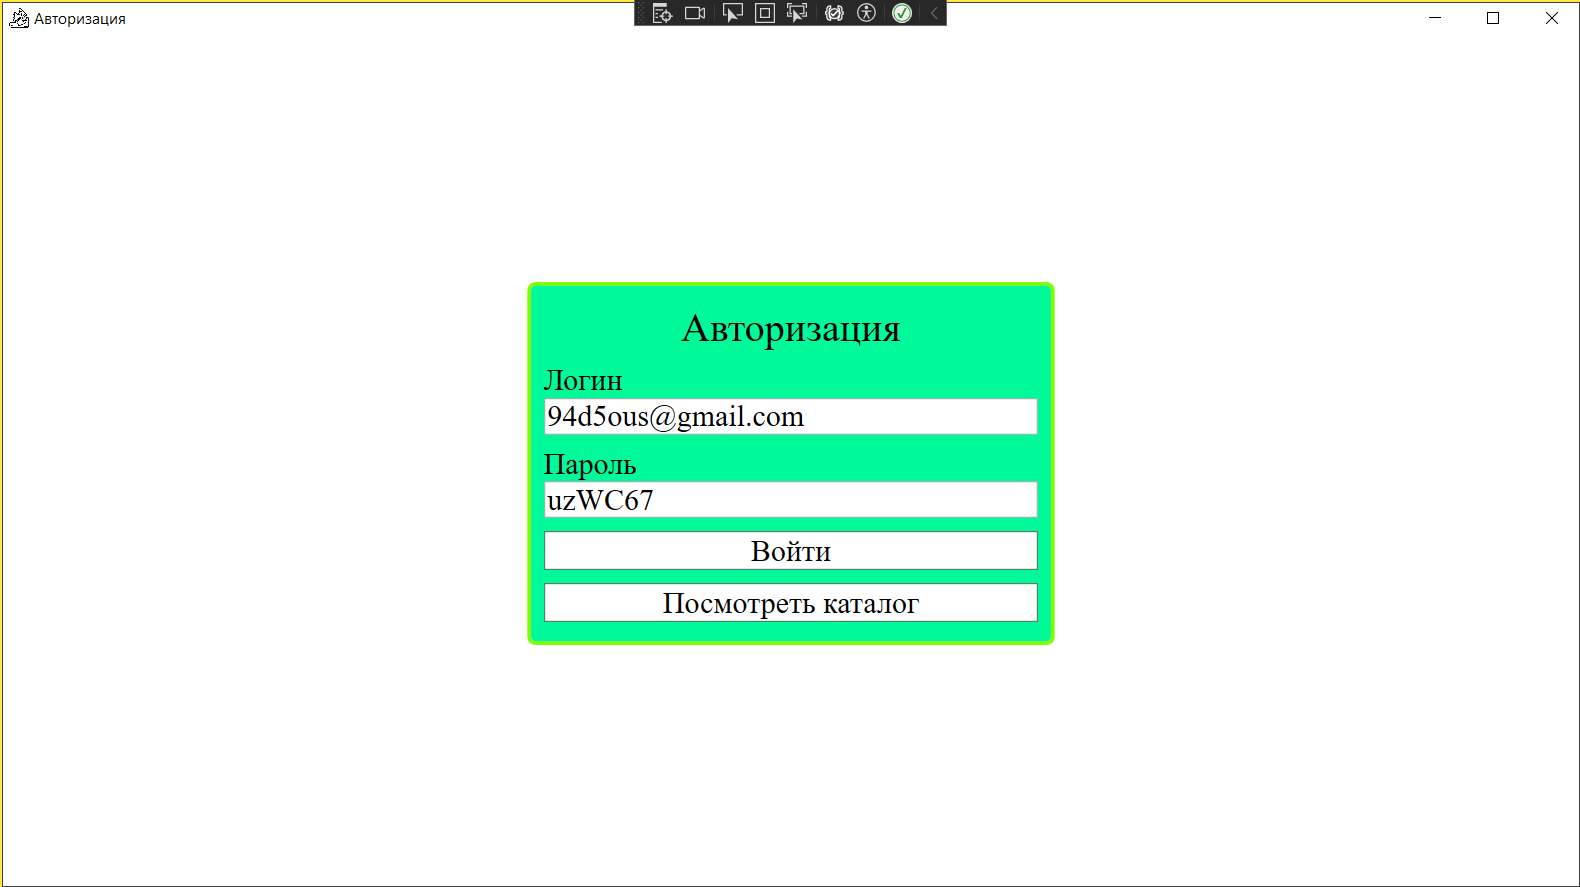 Авторизация
Авторизация
Логин
94d5ous@gmail.com
Пароль
uzWC67
Войти
Посмотреть каталог